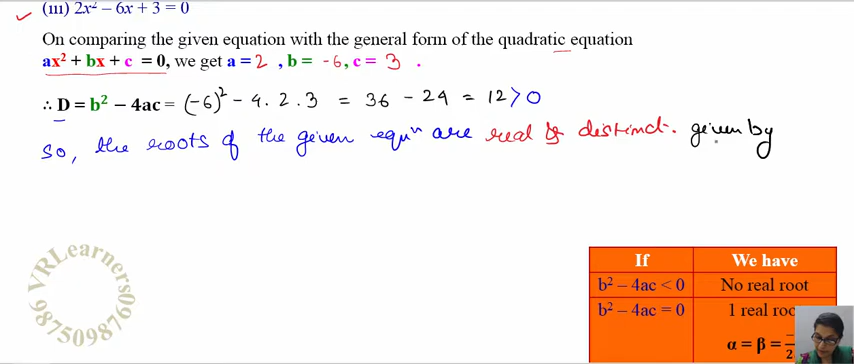 (iii) 2x² – 6x + 3 = 0
On comparing the given equation with the general form of the quadratic equation
ax² + bx + c = 0, we get a = 2 , b = -6, c = 3 .
∴ D = b² – 4ac = (-6)² - 4. 2. 3 = 36 - 24 = 12 > 0
so, the roots of the given equⁿ are real & distinct. given by
VRLearners
09875098760
If We have
b² – 4ac < 0 No real root
b² – 4ac = 0 1 real
α = β =
2